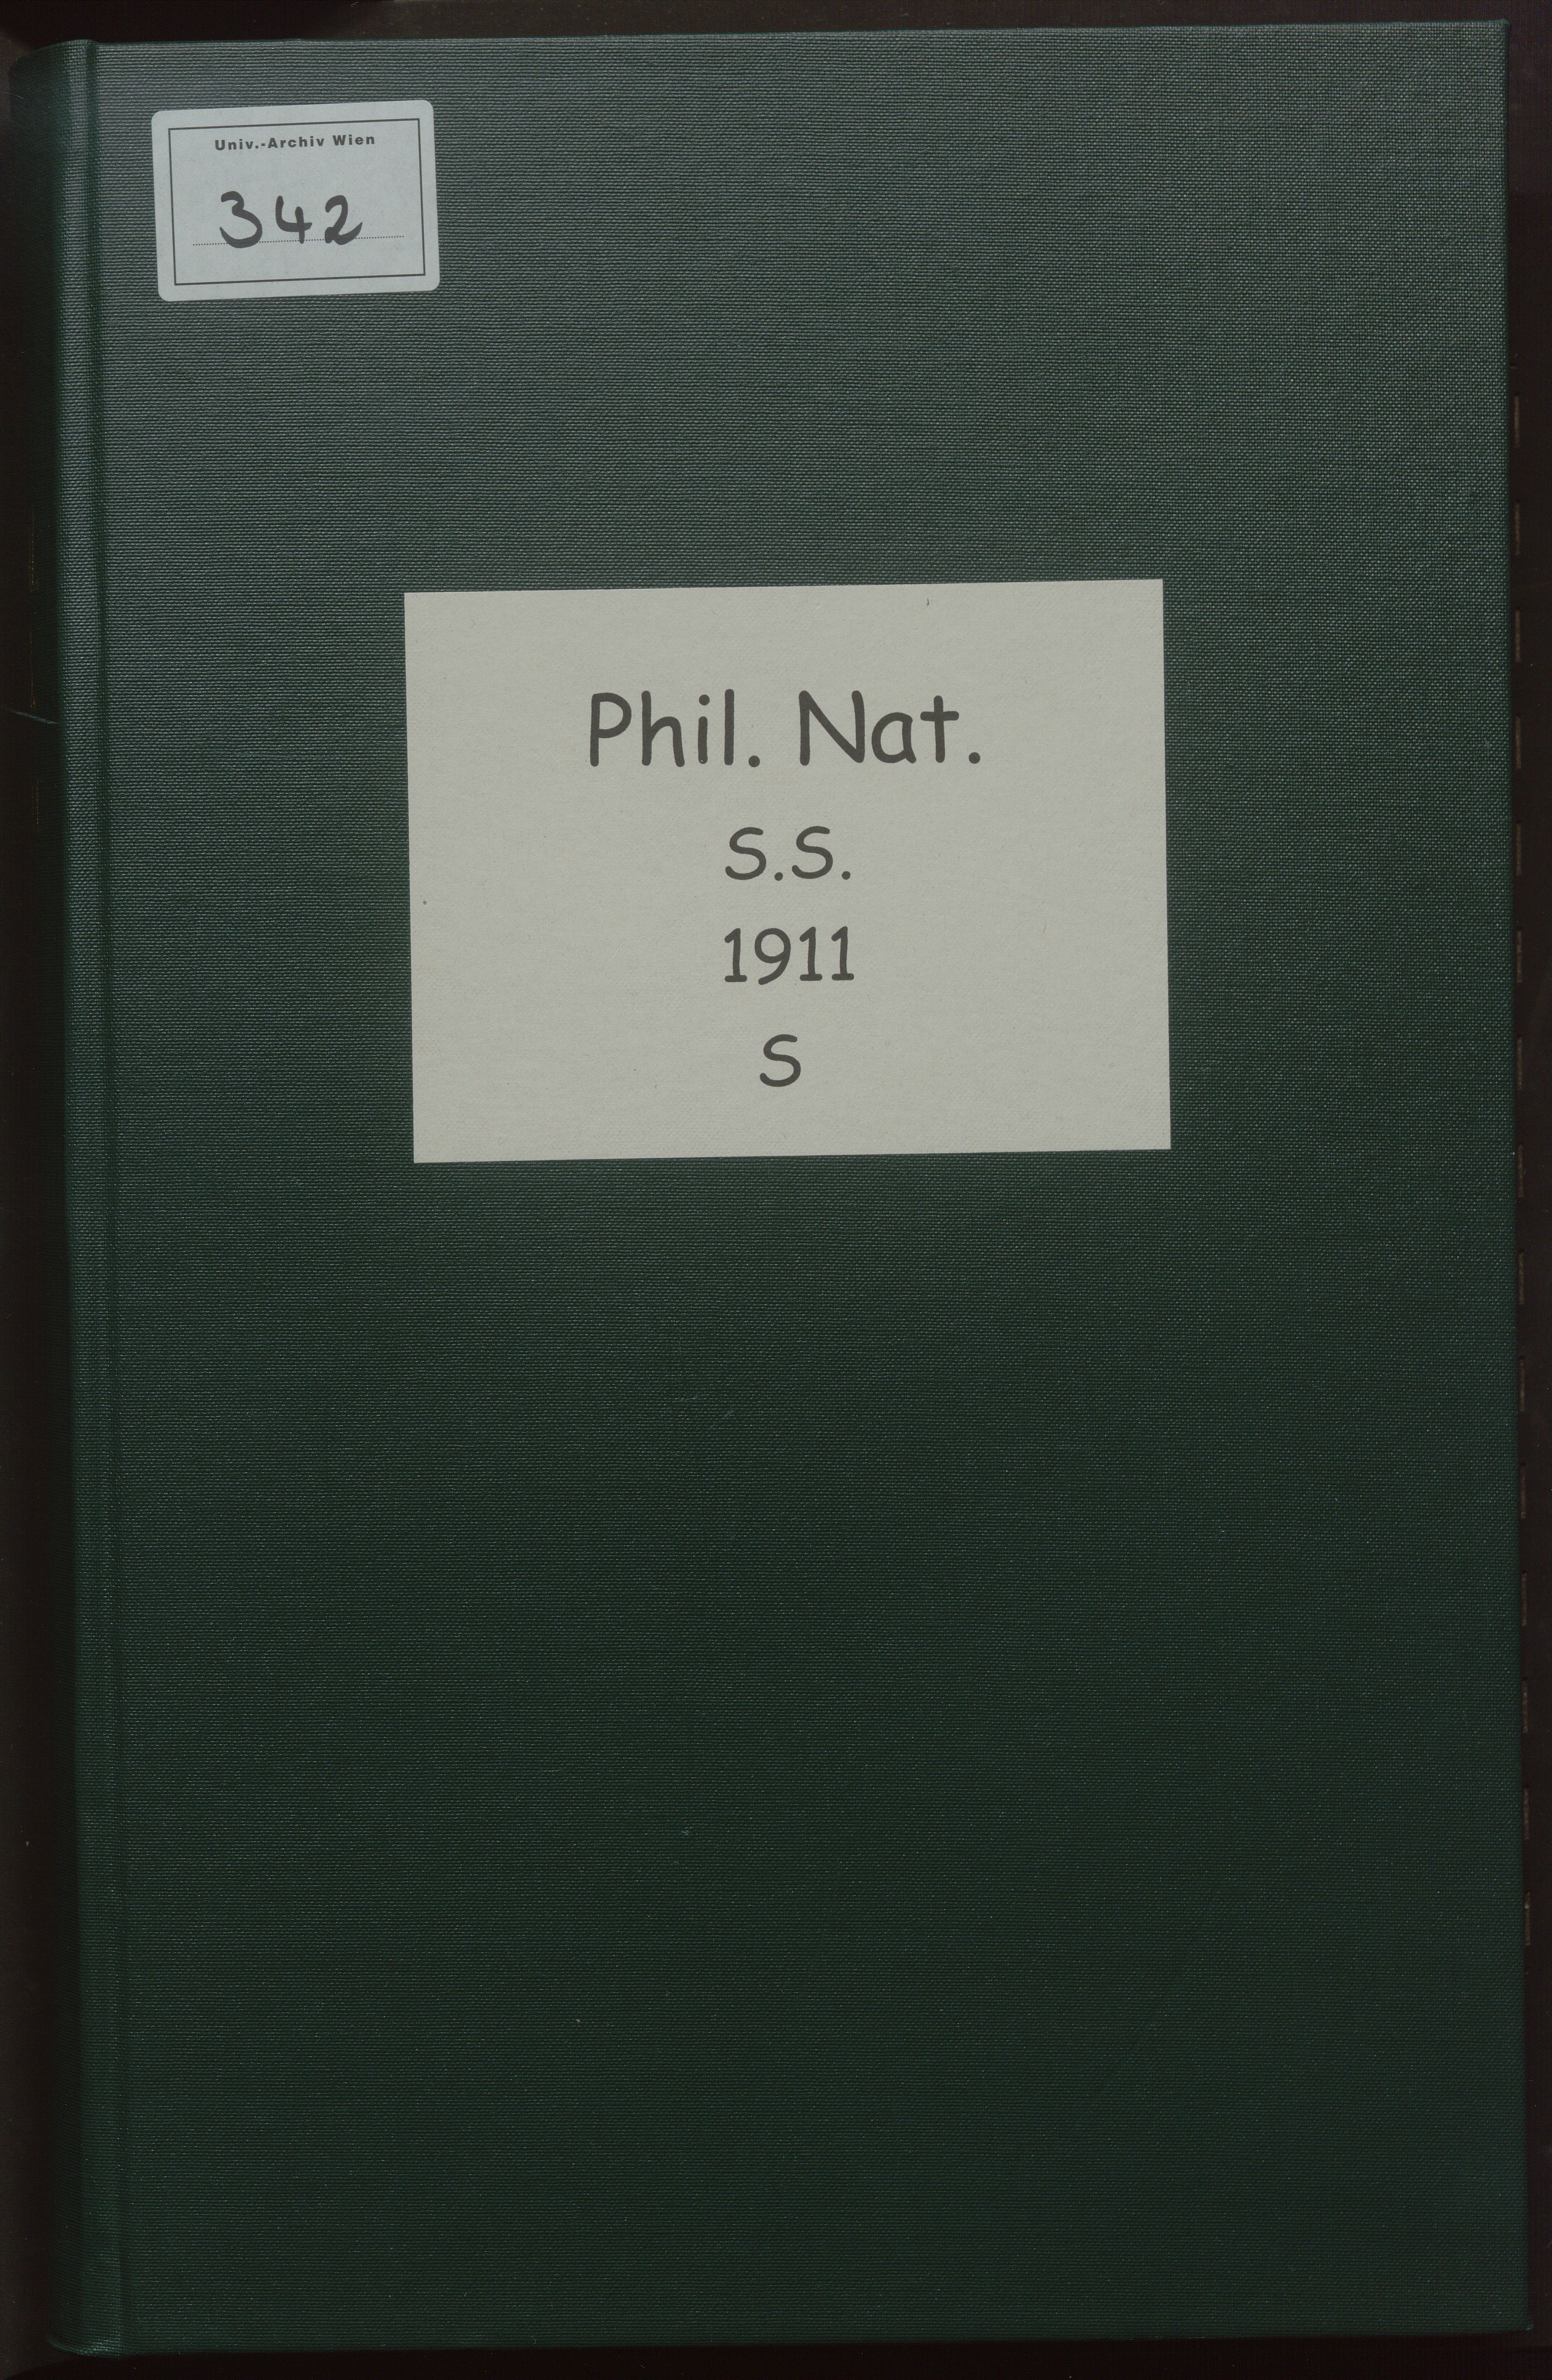 Univ.-Archiv Wien
342
Phil. Nat.
S.S.
1911
S